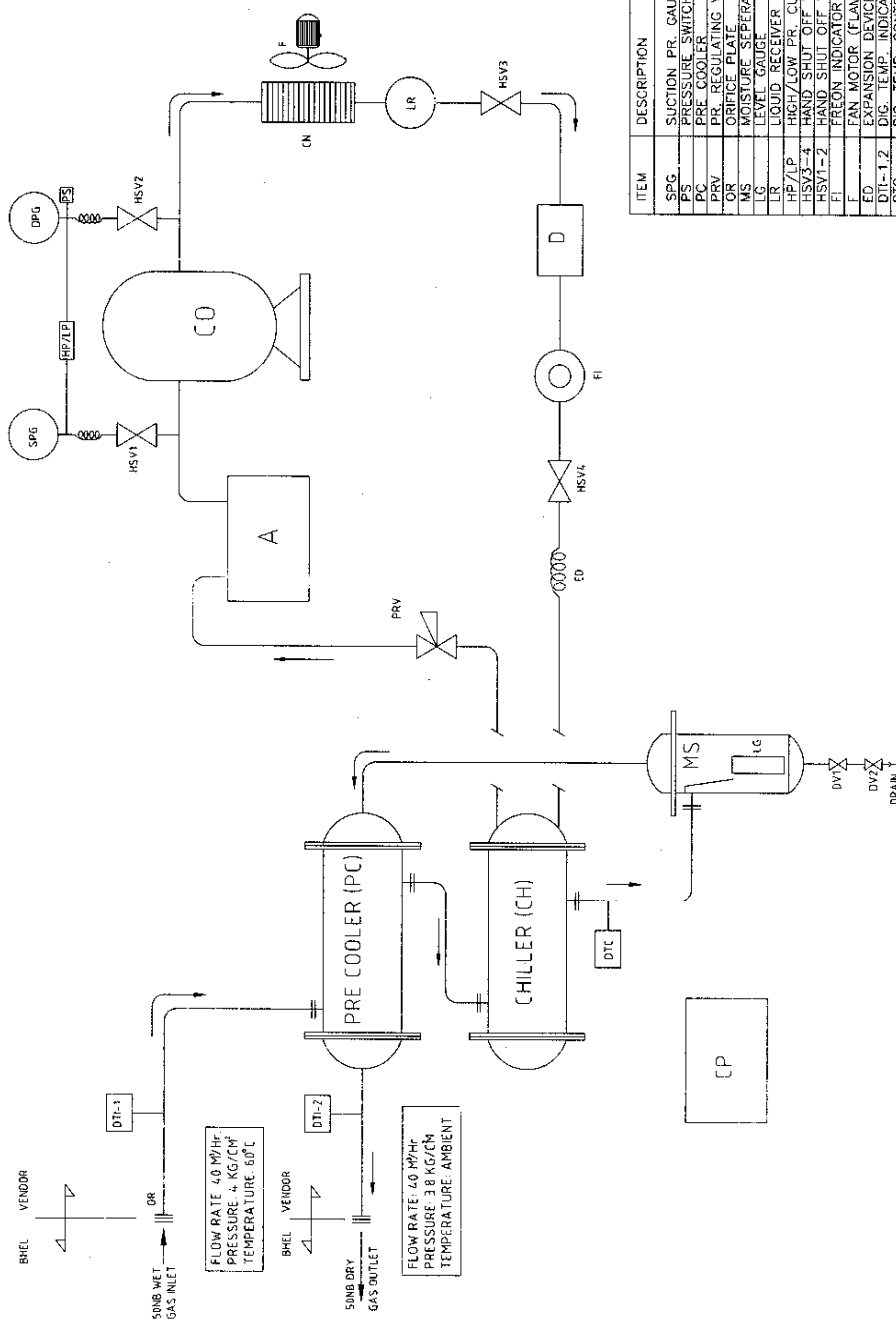 BHEL VENDOR
50NB WET
GAS INLET
OR
DTI-1
FLOW RATE 40 M³/Hr.
PRESSURE: 4 KG/CM²
TEMPERATURE: 60°C
BHEL VENDOR
50NB DRY
GAS OUTLET
DTI-2
FLOW RATE: 40 M³/Hr
PRESSURE: 3.8 KG/CM
TEMPERATURE: AMBIENT
PRE COOLER (PC)
CHILLER (CH)
DTC
CP
MS
LG
DV1
DV2
DRAIN
PRV
A
SPG
HP/LP
DPG
PS
HSV1
HSV2
CO
F
CN
LR
HSV3
D
FI
HSV4
ED
ITEM DESCRIPTION
SPG SUCTION PR. GAU
PS PRESSURE SWITCH
PC PRE COOLER
PRV PR. REGULATING
OR ORIFICE PLATE
MS MOISTURE SEPERA
LG LEVEL GAUGE
LR LIQUID RECEIVER
HP/LP HIGH/LOW PR. CU
HSV3-4 HAND SHUT OFF
HSV1-2 HAND SHUT OFF
FI FREON INDICATOR
F FAN MOTOR (FLAM
ED EXPANSION DEVICE
DTI-1,2 DIG. TEMP. INDICA